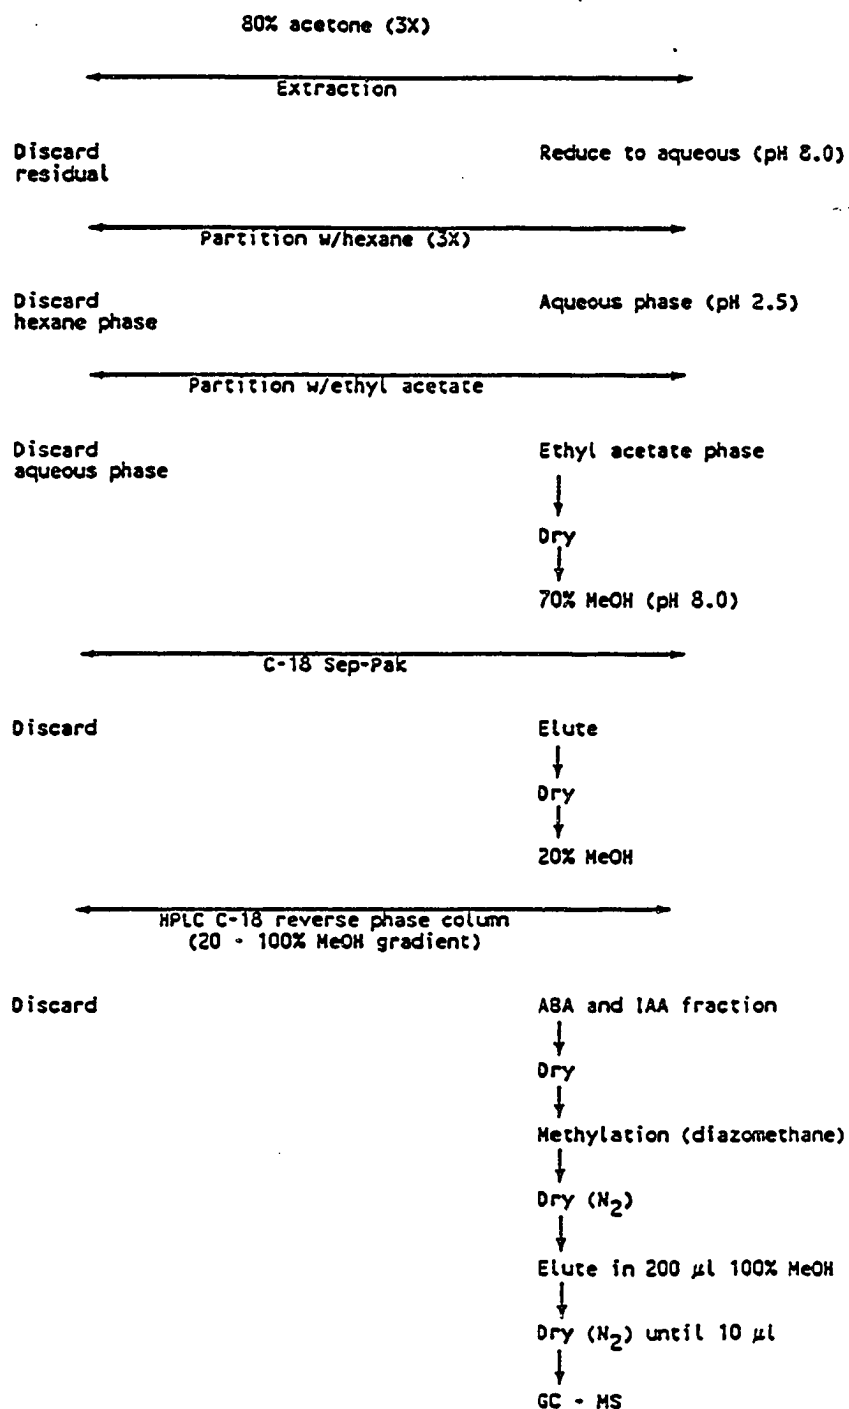 80% acetone (3X)
Extraction
Discard
residual
Reduce to aqueous (pH 8.0)
Partition w/hexane (3X)
Discard
hexane phase
Aqueous phase (pH 2.5)
Partition w/ethyl acetate
Discard
aqueous phase
Ethyl acetate phase
Dry
70% MeOH (pH 8.0)
C-18 Sep-Pak
Discard
Elute
Dry
20% MeOH
HPLC C-18 reverse phase column
(20 - 100% MeOH gradient)
Discard
ABA and IAA fraction
Dry
Methylation (diazomethane)
Dry (N2)
Elute in 200 µl 100% MeOH
Dry (N2) until 10 µl
GC - MS